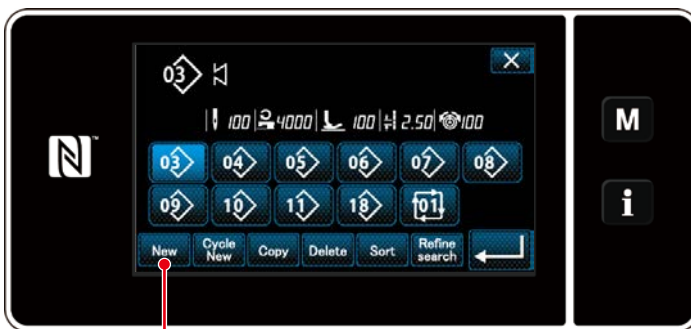 03
100 4000 100 2.50 100
M
N
03 04 05 06 07 08
i
09 10 11 18 01
New Cycle New Copy Delete Sort Refine search